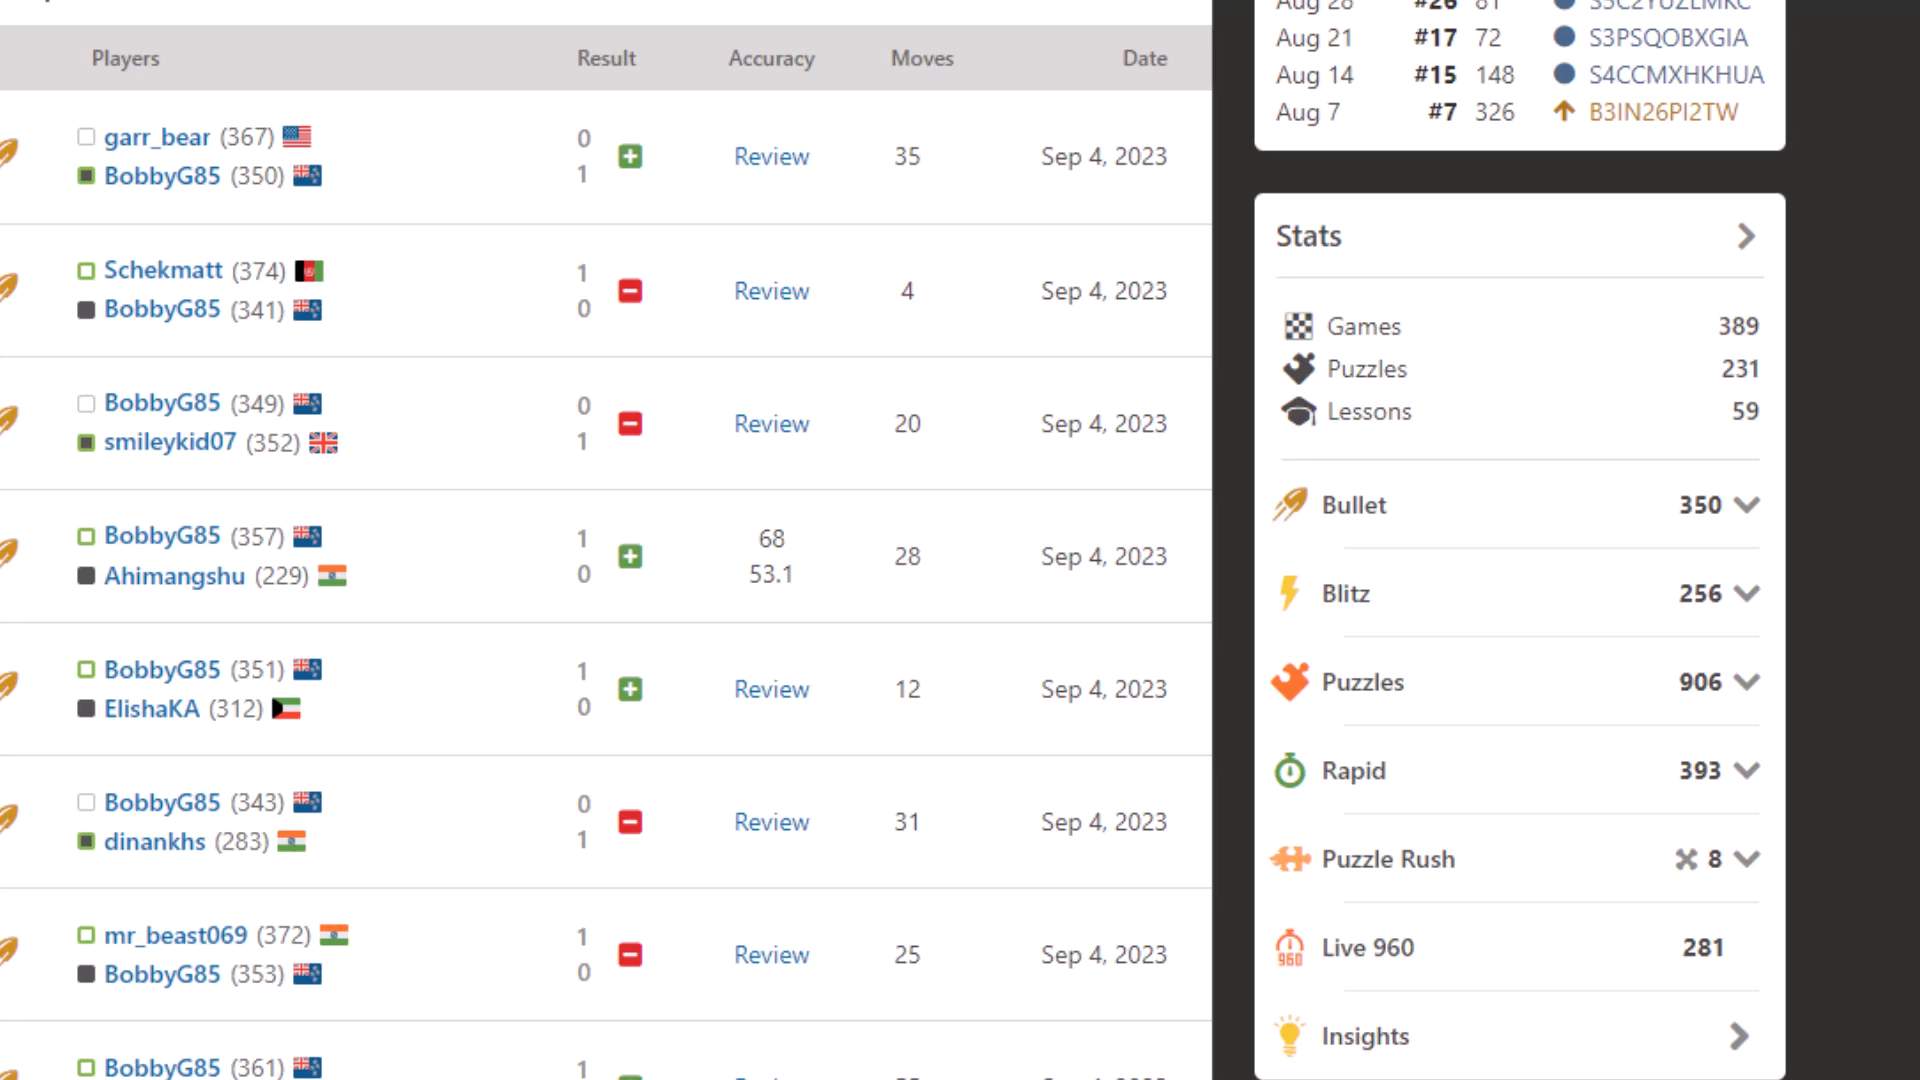 Players Result Accuracy Moves Date
garr_bear (367) 0
BobbyG85 (350) 1
Review 35 Sep 4, 2023
Schekmatt (374) 1
BobbyG85 (341) 0
Review 4 Sep 4, 2023
BobbyG85 (349) 0
smileykid07 (352) 1
Review 20 Sep 4, 2023
BobbyG85 (357) 1 68
Ahimangshu (229) 0 53.1
28 Sep 4, 2023
BobbyG85 (351) 1
ElishaKA (312) 0
Review 12 Sep 4, 2023
BobbyG85 (343) 0
dinankhs (283) 1
Review 31 Sep 4, 2023
mr_beast069 (372) 1
BobbyG85 (353) 0
Review 25 Sep 4, 2023
BobbyG85 (361) 1
Aug 28 #26 81
Aug 21 #17 72 S3PSQOBXGIA
Aug 14 #15 148 S4CCMXHKHUA
Aug 7 #7 326 B3IN26PI2TW
Stats
Games 389
Puzzles 231
Lessons 59
Bullet 350
Blitz 256
Puzzles 906
Rapid 393
Puzzle Rush 8
960 Live 960 281
Insights